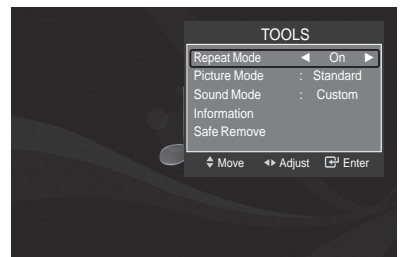 TOOLS
Repeat Mode ◀ On ▶
Picture Mode : Standard
Sound Mode : Custom
Information
Safe Remove
Move Adjust Enter